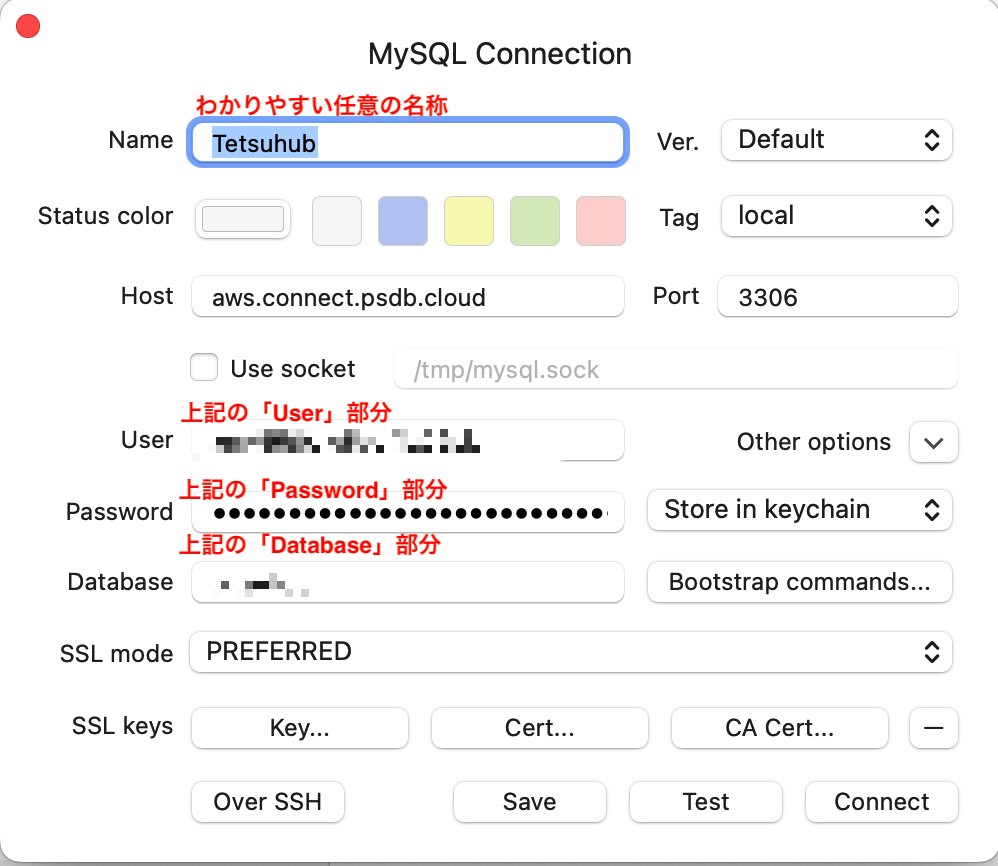 MySQL Connection
わかりやすい任意の名称
Name Tetsuhub Ver. Default
Status color Tag local
Host aws.connect.psdb.cloud Port 3306
Use socket /tmp/mysql.sock
上記の「User」部分
User Other options
上記の「Password」部分
Password ●●●●●●●●●●●●●●●●●●●●●●●●●● Store in keychain
上記の「Database」部分
Database Bootstrap commands...
SSL mode PREFERRED
SSL keys Key... Cert... CA Cert... —
Over SSH Save Test Connect